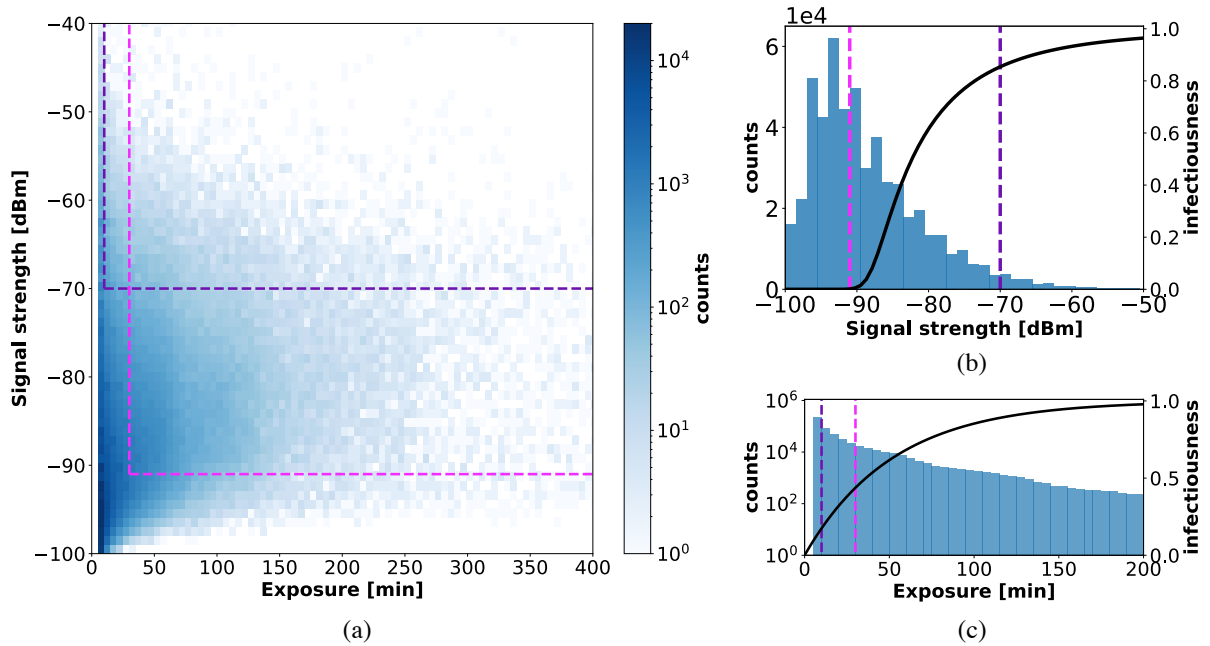 −40
−50
−60
−70
−80
−90
−100
Signal strength [dBm]
0 50 100 150 200 250 300 350 400
Exposure [min]
(a)
10⁴
10³
10²
10¹
10⁰
counts
1e4
6
4
2
0
counts
1.0
0.8
0.6
0.4
0.2
0.0
infectiousness
−100 −90 −80 −70 −60 −50
Signal strength [dBm]
(b)
10⁶
10⁴
10²
10⁰
counts
1.0
0.5
0.0
infectiousness
0 50 100 150 200
Exposure [min]
(c)